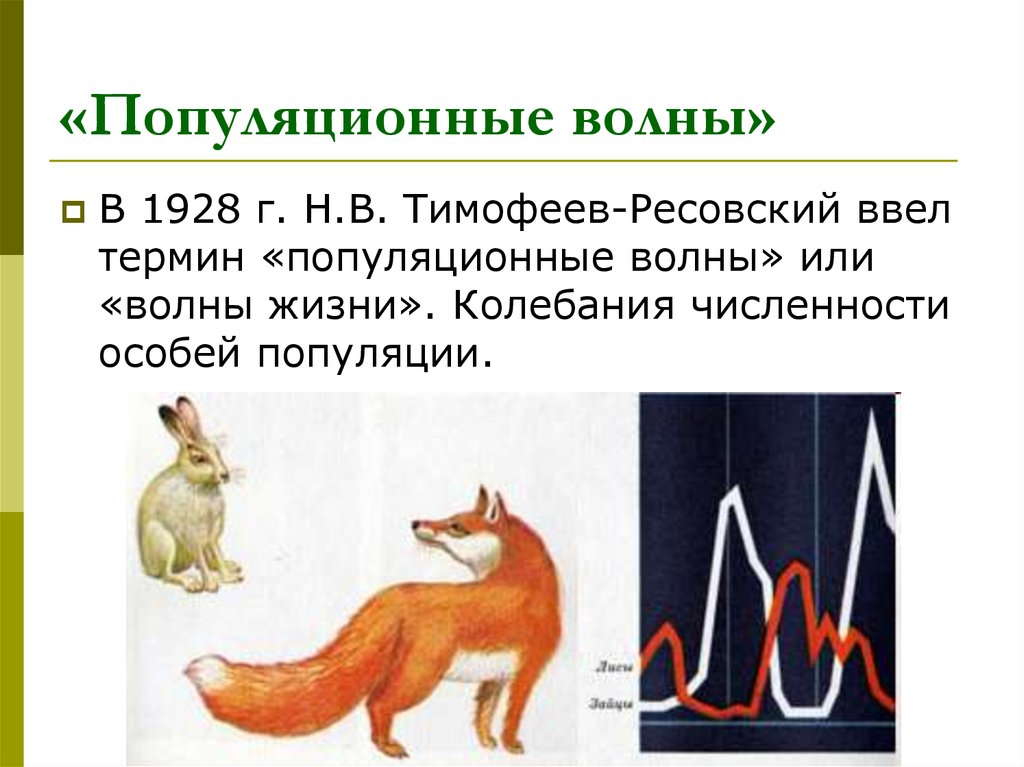 «Популяционные волны»
В 1928 г. Н.В. Тимофеев-Ресовский ввел
термин «популяционные волны» или
«волны жизни». Колебания численности
особей популяции.
Лисы
Зайцы